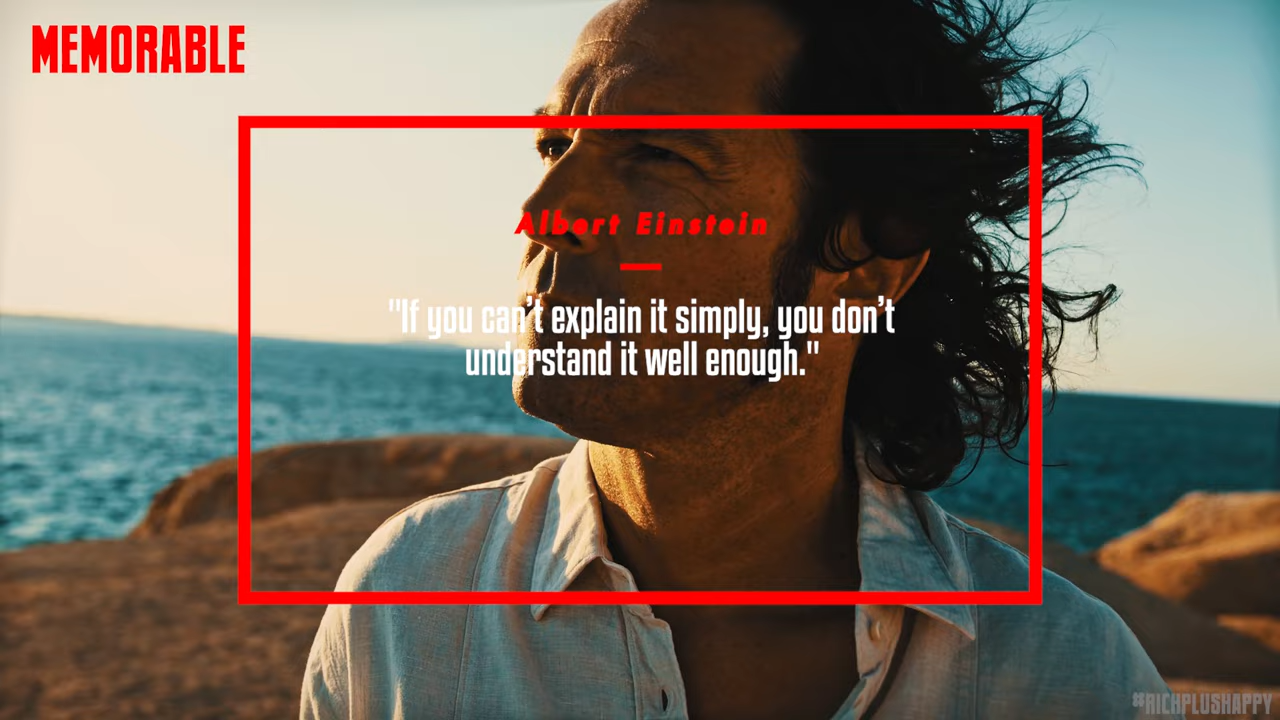 MEMORABLE
Albert Einstein
"If you can’t explain it simply, you don’t
understand it well enough."
#RICHPLUSHAPPY